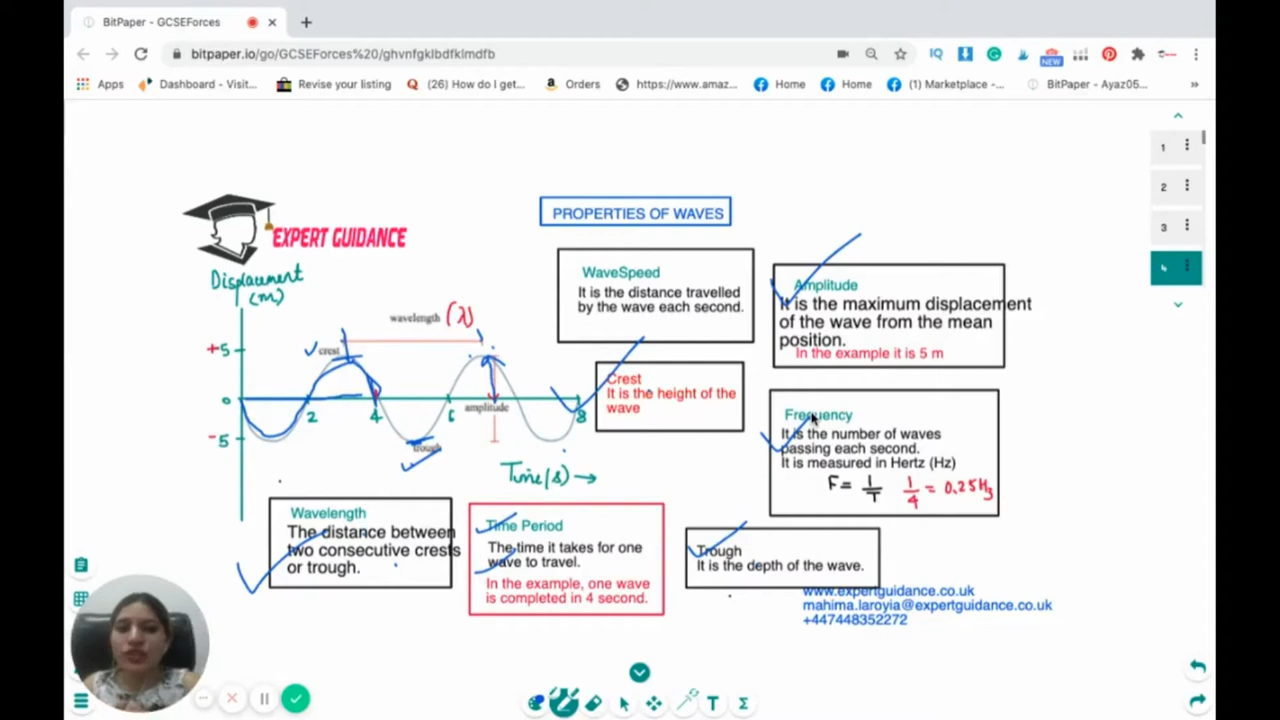 BitPaper - GCSEForces
bitpaper.io/go/GCSEForces%20/ghvnfgklbdfklmdfb
IQ
NEW
Apps
Dashboard - Visit...
Revise your listing
(26) How do I get...
Orders
https://www.amaz...
Home
Home
(1) Marketplace -...
BitPaper - Ayaz05...
»
1
2
3
4
EXPERT GUIDANCE
PROPERTIES OF WAVES
Displacement
(m)
wavelength (λ)
crest
+5
0
-5
2
4
6
8
amplitude
trough
Time(s) →
WaveSpeed
It is the distance travelled
by the wave each second.
Amplitude
It is the maximum displacement
of the wave from the mean
position.
In the example it is 5 m
Crest
It is the height of the
wave
Frequency
It is the number of waves
passing each second.
It is measured in Hertz (Hz)
F = 1/T 1/4 = 0.25Hz
Wavelength
The distance between
two consecutive crests
or trough.
Time Period
The time it takes for one
wave to travel.
In the example, one wave
is completed in 4 second.
Trough
It is the depth of the wave.
www.expertguidance.co.uk
mahima.laroyia@expertguidance.co.uk
+447448352272
T
Σ